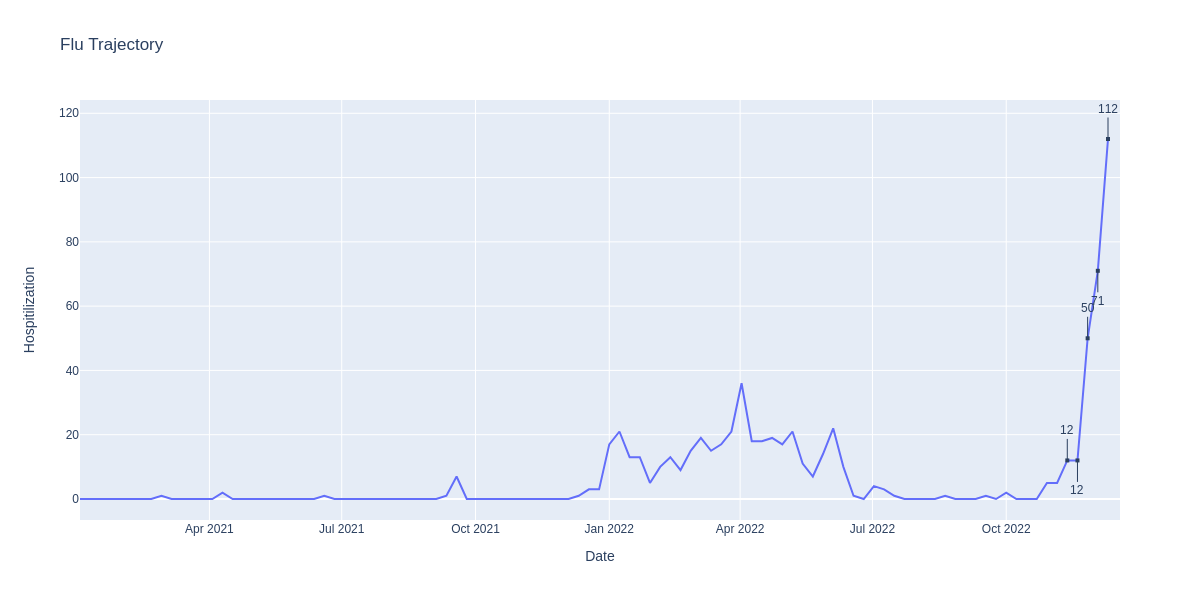 Flu Trajectory
120
100
80
60
40
20
0
Hospitilization
112
71
50
12
12
Apr 2021
Jul 2021
Oct 2021
Jan 2022
Apr 2022
Jul 2022
Oct 2022
Date